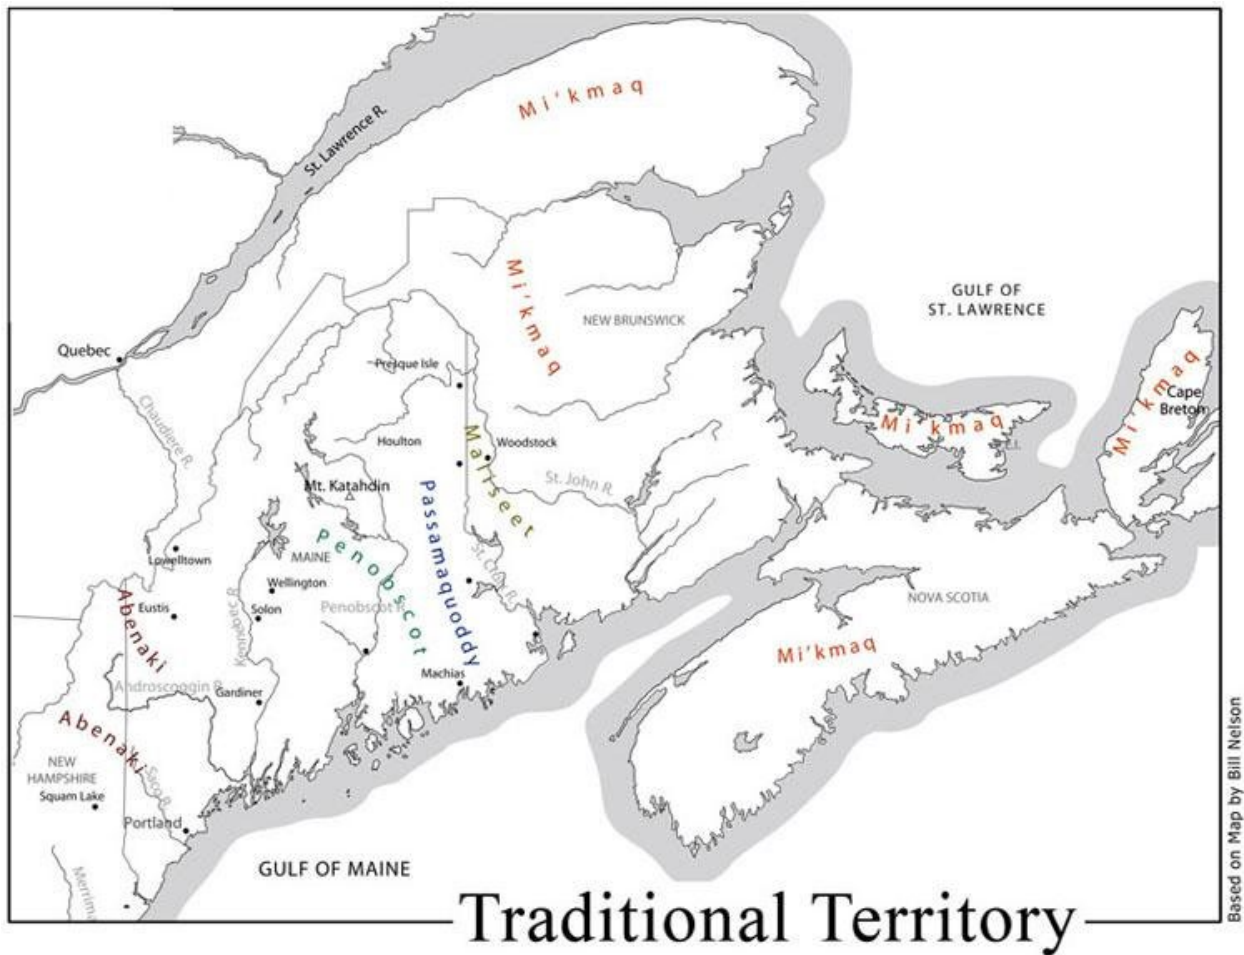 Mi'kmaq
St. Lawrence R.
Mi'kmaq
GULF OF
ST. LAWRENCE
NEW BRUNSWICK
Quebec
Presque Isle
Mi'kmaq
Cape
Breton
Chaudiere R.
Mi'kmaq
Houlton
Maliseet
Woodstock
St. John R.
Mt. Katahdin
Passamaquoddy
Penobscot
MAINE
Lowelltown
St. Croix R.
Wellington
Abenaki
Eustis
Solon
Kennebec R.
Penobscot R.
NOVA SCOTIA
Mi'kmaq
Machias
Androscoggin R.
Gardiner
Abenaki
NEW
HAMPSHIRE
Squam Lake
Saco R.
Portland
GULF OF MAINE
Merrima
Traditional Territory
Based on Map by Bill Nelson